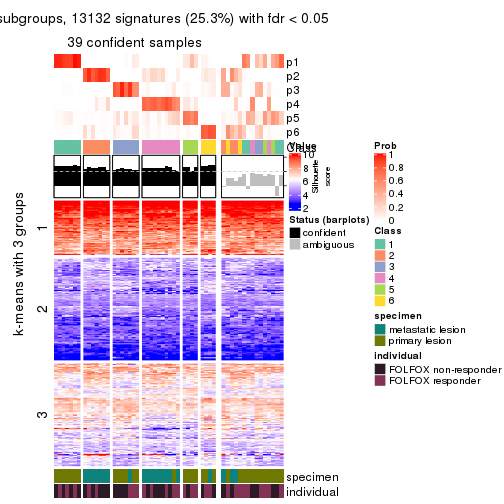 subgroups, 13132 signatures (25.3%) with fdr < 0.05
39 confident samples
p1
p2
p3
p4
p5
p6
Class
Value
10
8
6
4
2
Silhouette
score
Status (barplots)
confident
ambiguous
Prob
1
0.8
0.6
0.4
0.2
0
Class
1
2
3
4
5
6
specimen
metastatic lesion
primary lesion
individual
FOLFOX non-responder
FOLFOX responder
k-means with 3 groups
1
2
3
specimen
individual